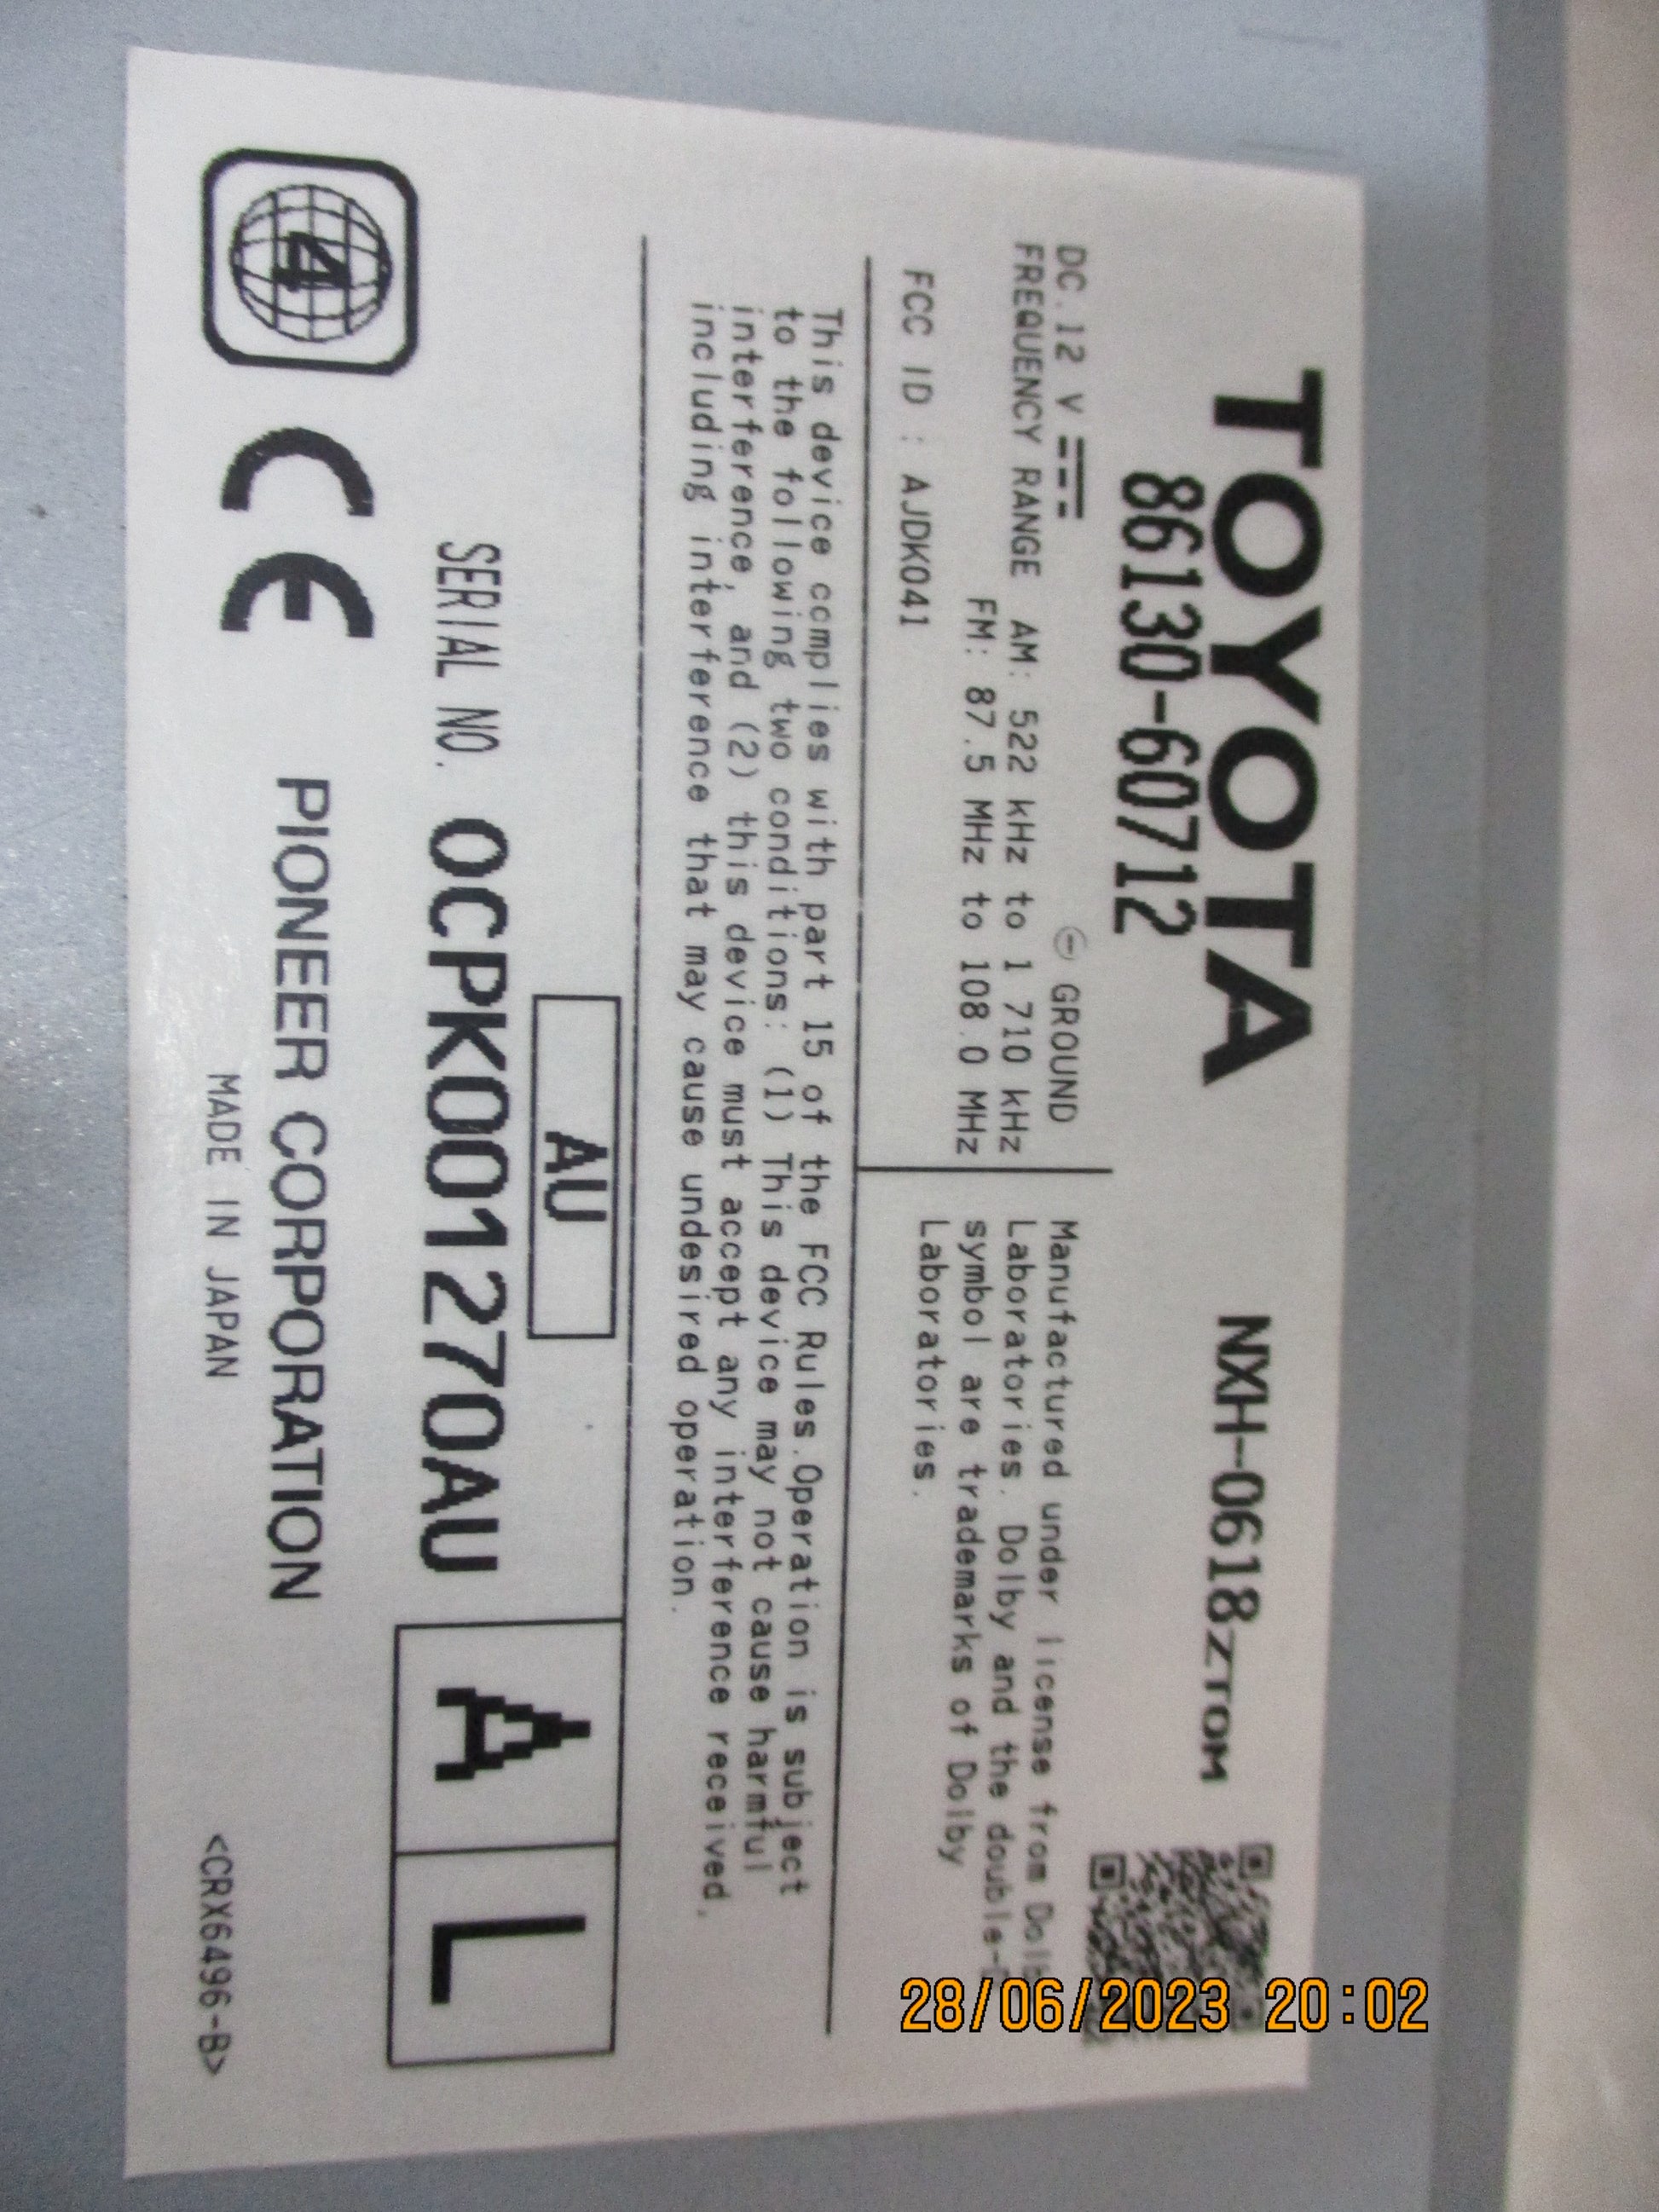 TOYOTA
86130-60712
NXH-0618ZTOM
DC.12 V
⊖ GROUND
FREQUENCY RANGE AM: 522 kHz to 1 710 kHz
FM: 87.5 MHz to 108.0 MHz
FCC ID : AJDK041
Manufactured under license from
Laboratories. Dolby and the double-
symbol are trademarks of Dolby
Laboratories.
This device complies with part 15 of the FCC Rules.Operation is subject
to the following two conditions: (1) This device may not cause harmful
interference, and (2) this device must accept any interference received,
including interference that may cause undesired operation.
AU
SERIAL NO. OCPK001270AU
A L
4
CE
PIONEER CORPORATION
MADE IN JAPAN
<CRX6496-B>
28/06/2023 20:02